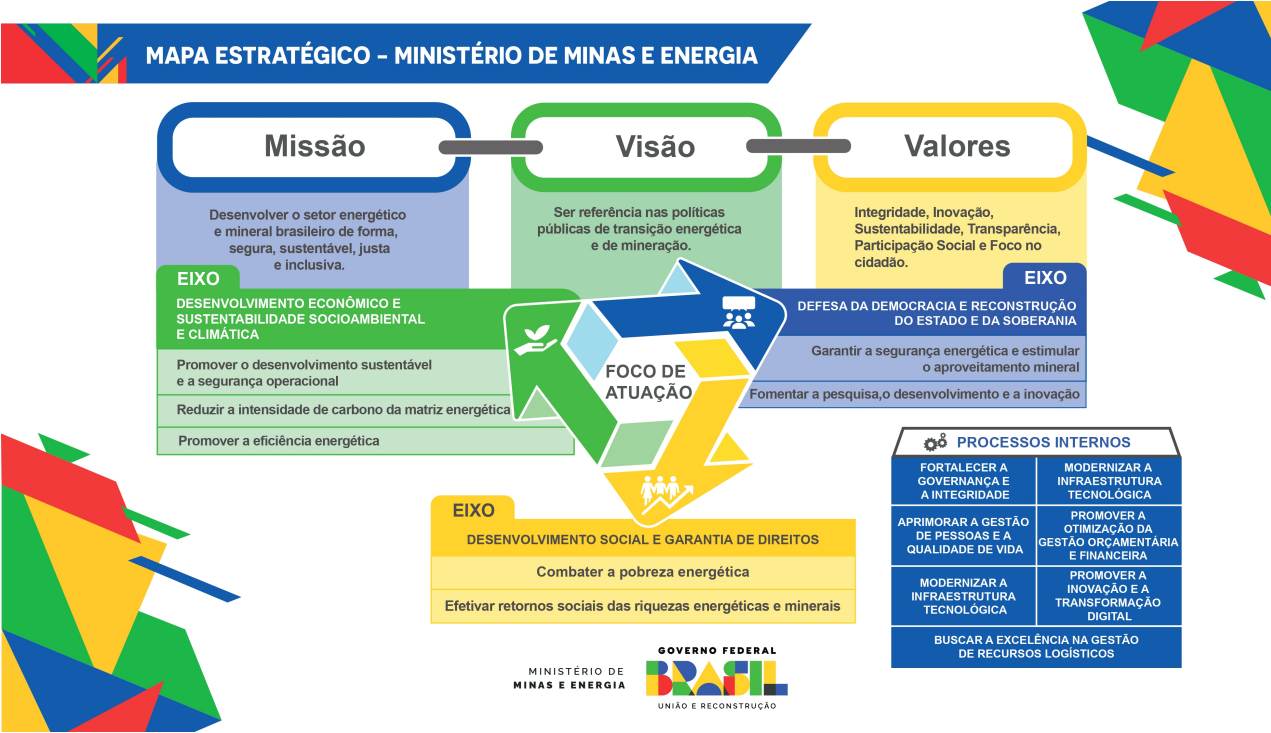 MAPA ESTRATÉGICO - MINISTÉRIO DE MINAS E ENERGIA
Missão
Visão
Valores
Desenvolver o setor energético
e mineral brasileiro de forma,
segura, sustentável, justa
e inclusiva.
Ser referência nas políticas
públicas de transição energética
e de mineração.
Integridade, Inovação,
Sustentabilidade, Transparência,
Participação Social e Foco no
cidadão.
EIXO
DESENVOLVIMENTO ECONÔMICO E
SUSTENTABILIDADE SOCIOAMBIENTAL
E CLIMÁTICA
Promover o desenvolvimento sustentável
e a segurança operacional
Reduzir a intensidade de carbono da matriz energética
Promover a eficiência energética
FOCO DE
ATUAÇÃO
EIXO
DEFESA DA DEMOCRACIA E RECONSTRUÇÃO
DO ESTADO E DA SOBERANIA
Garantir a segurança energética e estimular
o aproveitamento mineral
Fomentar a pesquisa,o desenvolvimento e a inovação
EIXO
DESENVOLVIMENTO SOCIAL E GARANTIA DE DIREITOS
Combater a pobreza energética
Efetivar retornos sociais das riquezas energéticas e minerais
PROCESSOS INTERNOS
FORTALECER A
GOVERNANÇA E
A INTEGRIDADE
MODERNIZAR A
INFRAESTRUTURA
TECNOLÓGICA
APRIMORAR A GESTÃO
DE PESSOAS E A
QUALIDADE DE VIDA
PROMOVER A
OTIMIZAÇÃO DA
GESTÃO ORÇAMENTÁRIA
E FINANCEIRA
MODERNIZAR A
INFRAESTRUTURA
TECNOLÓGICA
PROMOVER A
INOVAÇÃO E A
TRANSFORMAÇÃO
DIGITAL
BUSCAR A EXCELÊNCIA NA GESTÃO
DE RECURSOS LOGÍSTICOS
MINISTÉRIO DE
MINAS E ENERGIA
GOVERNO FEDERAL
BRASIL
UNIÃO E RECONSTRUÇÃO